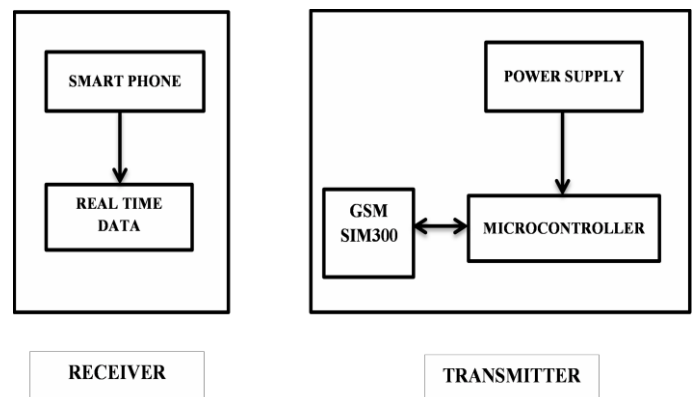 SMART PHONE
REAL TIME
DATA
RECEIVER
POWER SUPPLY
GSM
SIM300
MICROCONTROLLER
TRANSMITTER